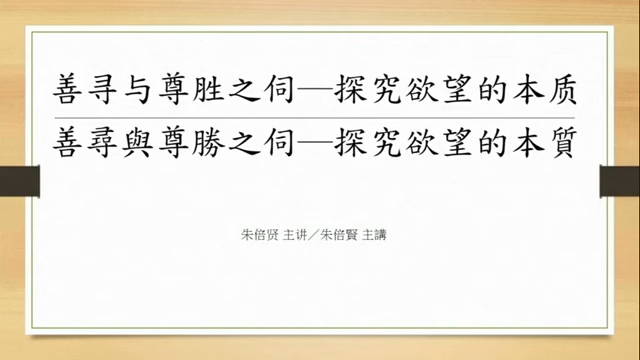 善寻与尊胜之伺—探究欲望的本质
善尋與尊勝之伺—探究欲望的本質
朱倍贤 主讲／朱倍賢 主講